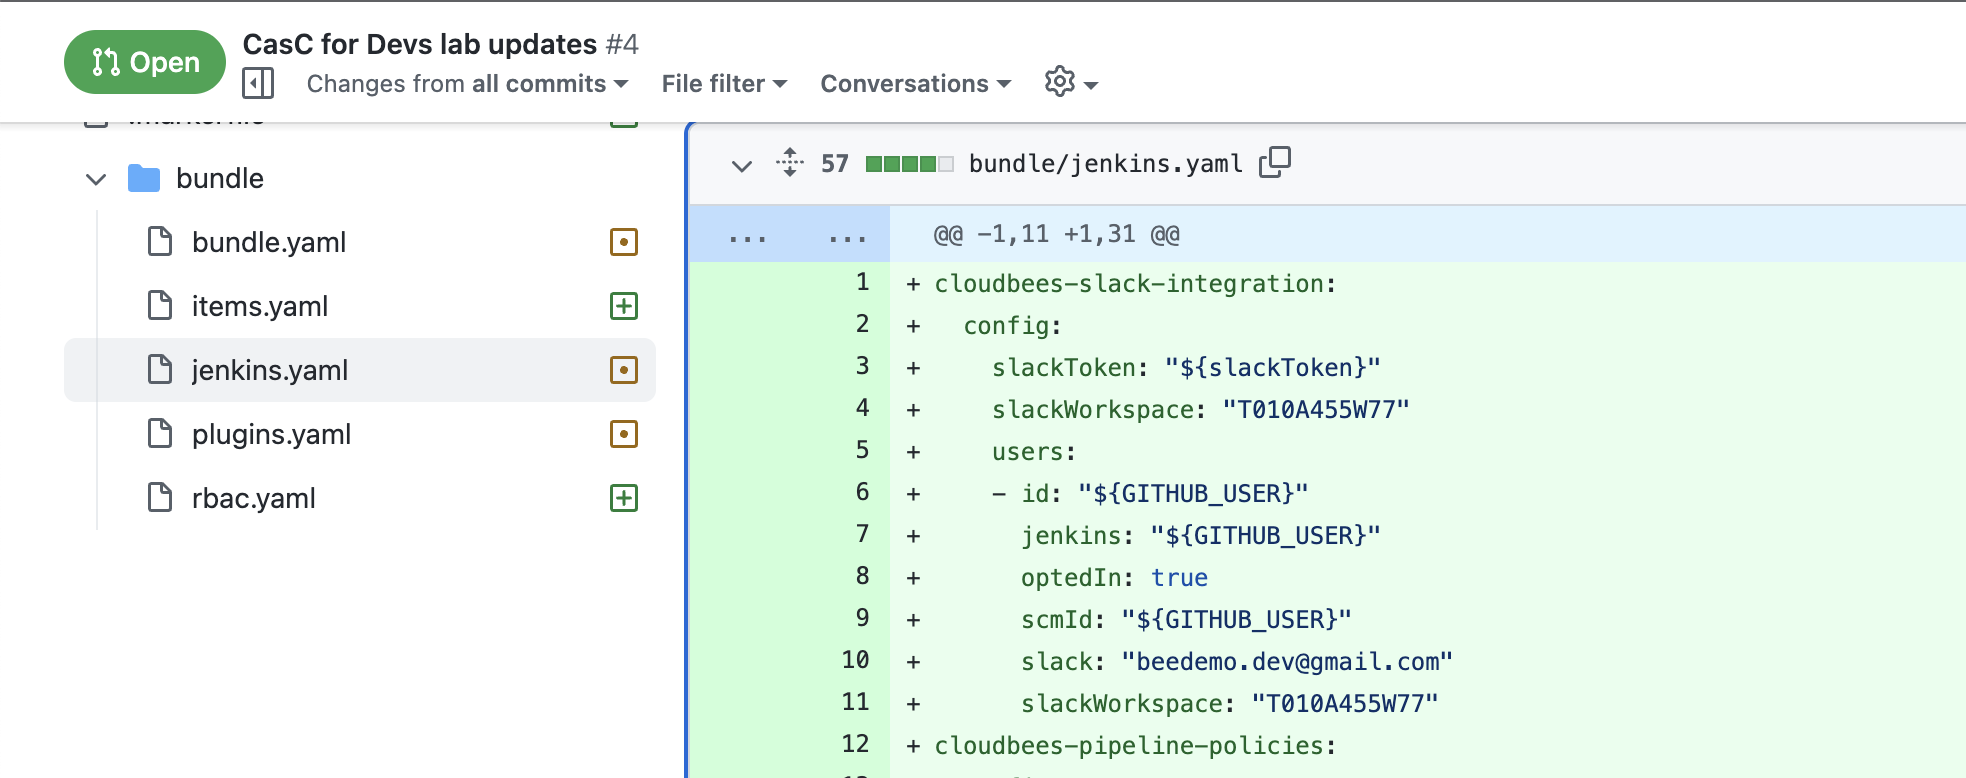 Open
CasC for Devs lab updates #4
Changes from all commits
File filter
Conversations
bundle
bundle.yaml
items.yaml
jenkins.yaml
plugins.yaml
rbac.yaml
57 bundle/jenkins.yaml
... ... @@ -1,11 +1,31 @@
1 + cloudbees-slack-integration:
2 +   config:
3 +     slackToken: "${slackToken}"
4 +     slackWorkspace: "T010A455W77"
5 +     users:
6 +     - id: "${GITHUB_USER}"
7 +       jenkins: "${GITHUB_USER}"
8 +       optedIn: true
9 +       scmId: "${GITHUB_USER}"
10 +       slack: "beedemo.dev@gmail.com"
11 +       slackWorkspace: "T010A455W77"
12 + cloudbees-pipeline-policies: